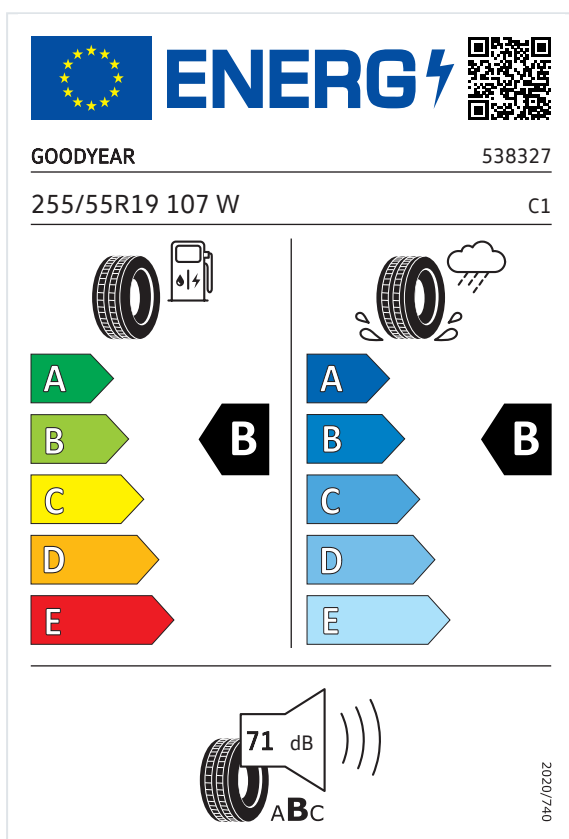 ENERG
GOODYEAR 538327
255/55R19 107 W C1
A A
B B B B
C C
D D
E E
71 dB
ABC
2020/740